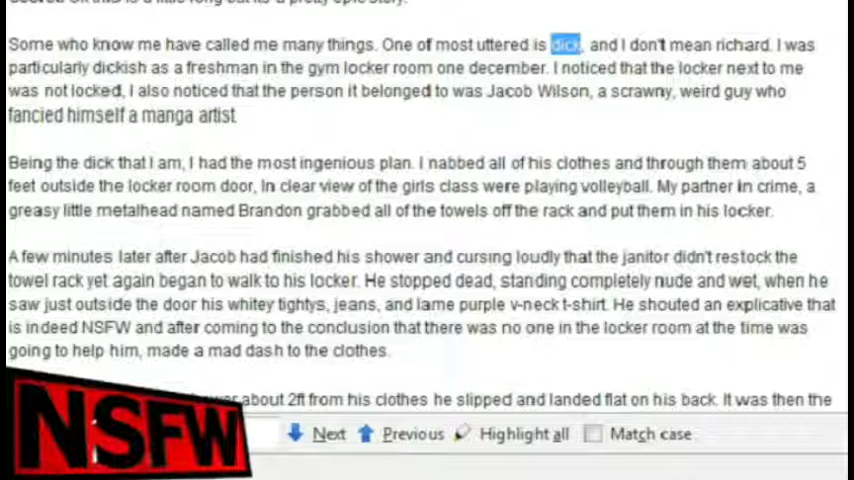 Some who know me have called me many things. One of most uttered is dick, and I don't mean richard. I was
particularly dickish as a freshman in the gym locker room one december. I noticed that the locker next to me
was not locked, I also noticed that the person it belonged to was Jacob Wilson, a scrawny, weird guy who
fancied himself a manga artist.
Being the dick that I am, I had the most ingenious plan. I nabbed all of his clothes and through them about 5
feet outside the locker room door, in clear view of the girls class were playing volleyball. My partner in crime, a
greasy little metalhead named Brandon grabbed all of the towels off the rack and put them in his locker.
A few minutes later after Jacob had finished his shower and cursing loudly that the janitor didn't restock the
towel rack yet again began to walk to his locker. He stopped dead, standing completely nude and wet, when he
saw just outside the door his whitey tightys, jeans, and lame purple v-neck t-shirt. He shouted an explicative that
is indeed NSFW and after coming to the conclusion that there was no one in the locker room at the time was
going to help him, made a mad dash to the clothes.
about 2ft from his clothes he slipped and landed flat on his back. It was then the
NSFW
Next Previous Highlight all Match case